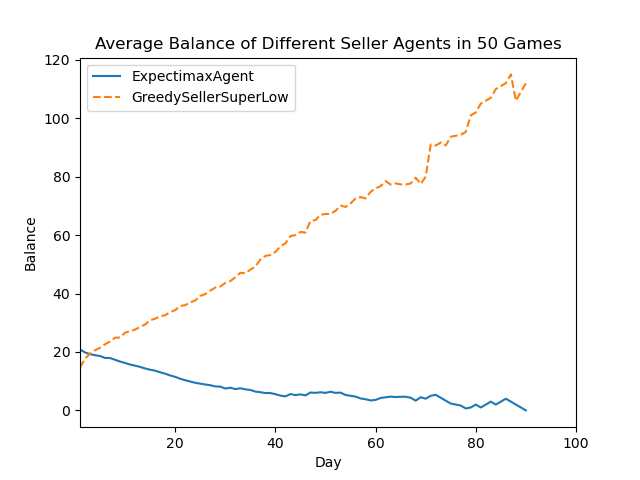 Average Balance of Different Seller Agents in 50 Games
120
100
80
60
40
20
0
Balance
ExpectimaxAgent
GreedySellerSuperLow
20
40
60
80
100
Day